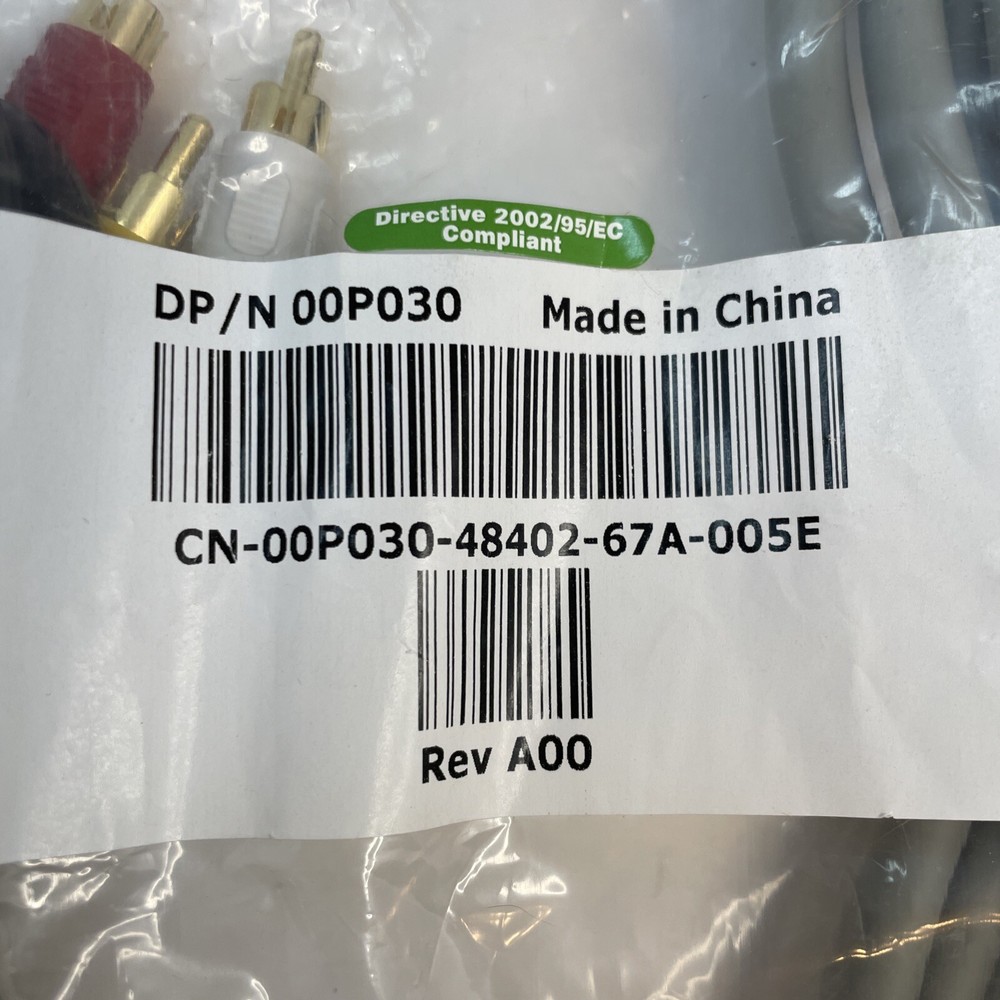 Directive 2002/95/EC
Compliant
DP/N 00P030 Made in China
CN-00P030-48402-67A-005E
Rev A00